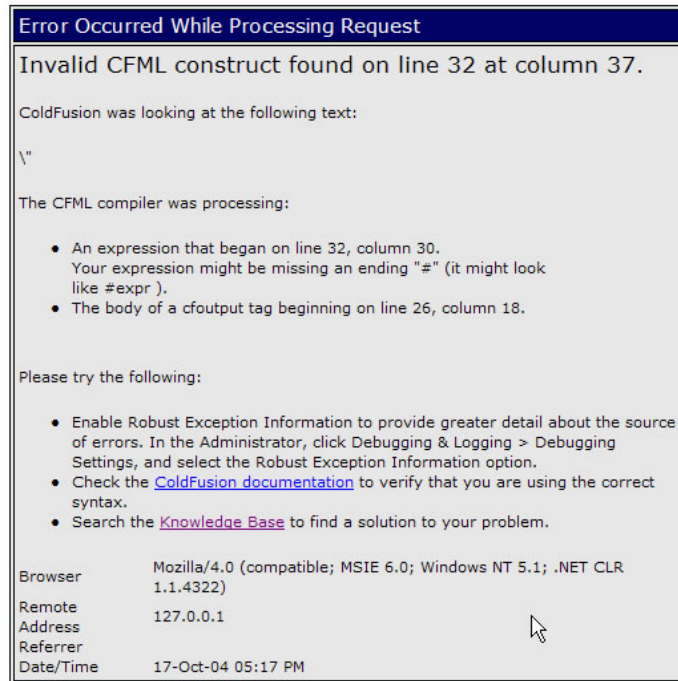 Error Occurred While Processing Request
Invalid CFML construct found on line 32 at column 37.
ColdFusion was looking at the following text:
\"
The CFML compiler was processing:
• An expression that began on line 32, column 30.
Your expression might be missing an ending "#" (it might look
like #expr ).
• The body of a cfoutput tag beginning on line 26, column 18.
Please try the following:
• Enable Robust Exception Information to provide greater detail about the source
of errors. In the Administrator, click Debugging & Logging > Debugging
Settings, and select the Robust Exception Information option.
• Check the ColdFusion documentation to verify that you are using the correct
syntax.
• Search the Knowledge Base to find a solution to your problem.
Browser Mozilla/4.0 (compatible; MSIE 6.0; Windows NT 5.1; .NET CLR
1.1.4322)
Remote
Address 127.0.0.1
Referrer
Date/Time 17-Oct-04 05:17 PM